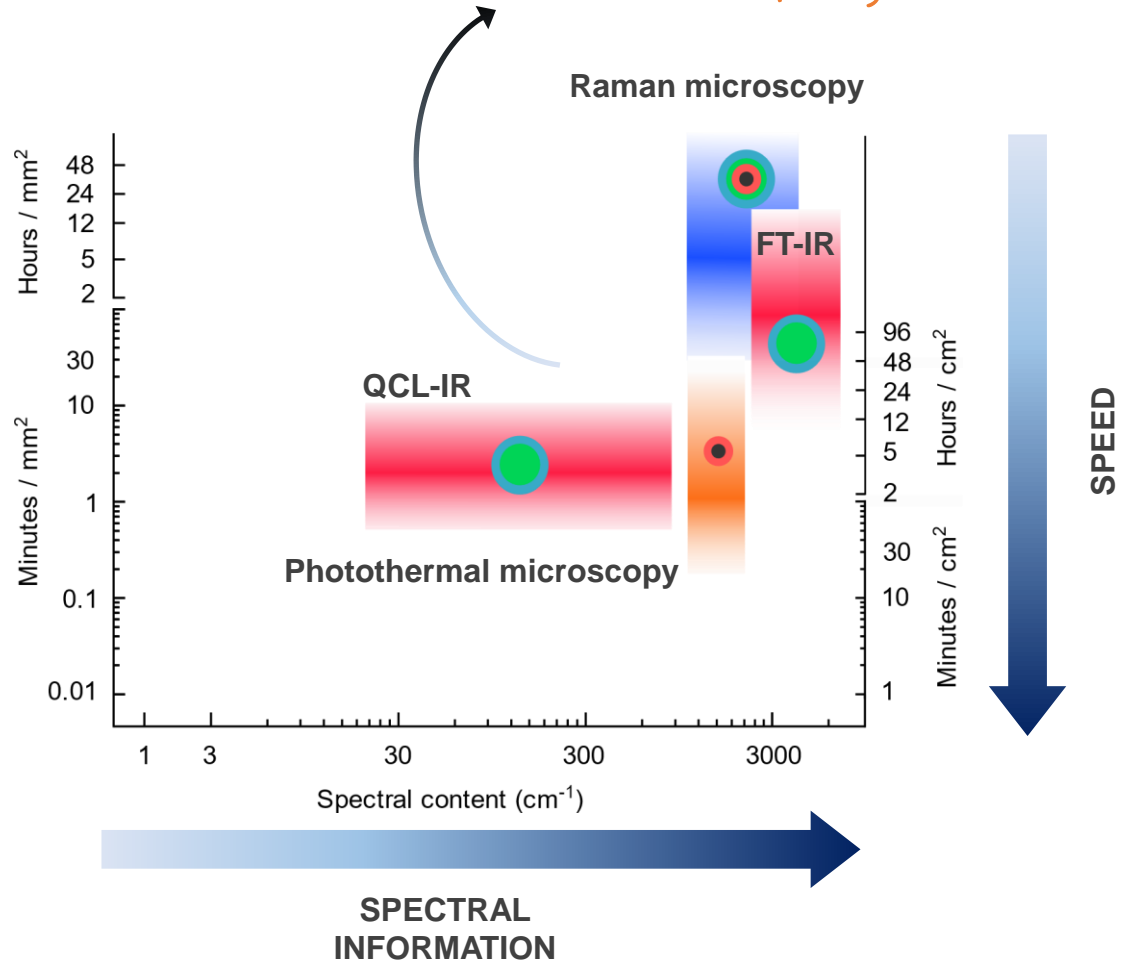 Raman microscopy
48
24
12
5
2
Hours / mm²
FT-IR
96
48
24
12
5
2
Hours / cm²
30
10
1
0.1
0.01
Minutes / mm²
QCL-IR
Photothermal microscopy
30
10
1
Minutes / cm²
SPEED
1
3
30
300
3000
Spectral content (cm⁻¹)
SPECTRAL
INFORMATION